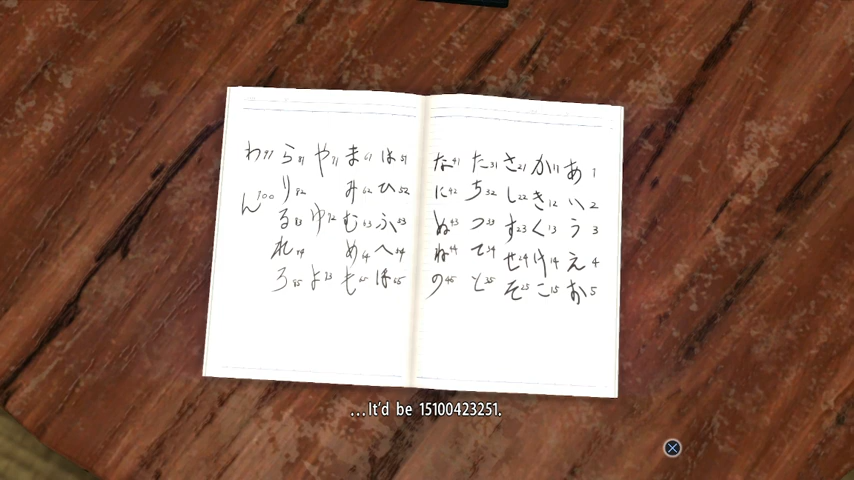 あ1 い2 う3 え4 お5
か11 き12 く13 け14 こ15
さ21 し22 す23 せ24 そ25
た31 ち32 つ33 て34 と35
な41 に42 ぬ43 ね44 の45
は51 ひ52 ふ53 へ54 ほ55
ま61 み62 む63 め64 も65
や71 ゆ72 よ73
ら81 り82 る83 れ84 ろ85
わ91 ん100
...It'd be 15100423251.